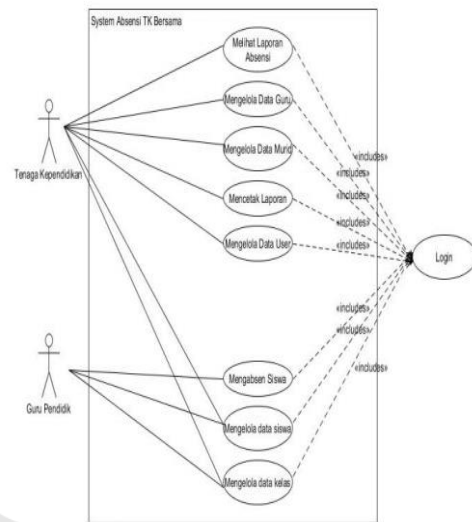 System Absensi TK Bersama
Melihat Laporan
Absensi
Mengelola Data Guru
Mengelola Data Murid
Mencetak Laporan
Mengelola Data User
Tenaga Kependidikan
«includes»
«includes»
«includes»
«includes»
«includes»
Login
«includes»
«includes»
«includes»
Guru Pendidik
Mengabsen Siswa
Mengelola data siswa
Mengelola data kelas